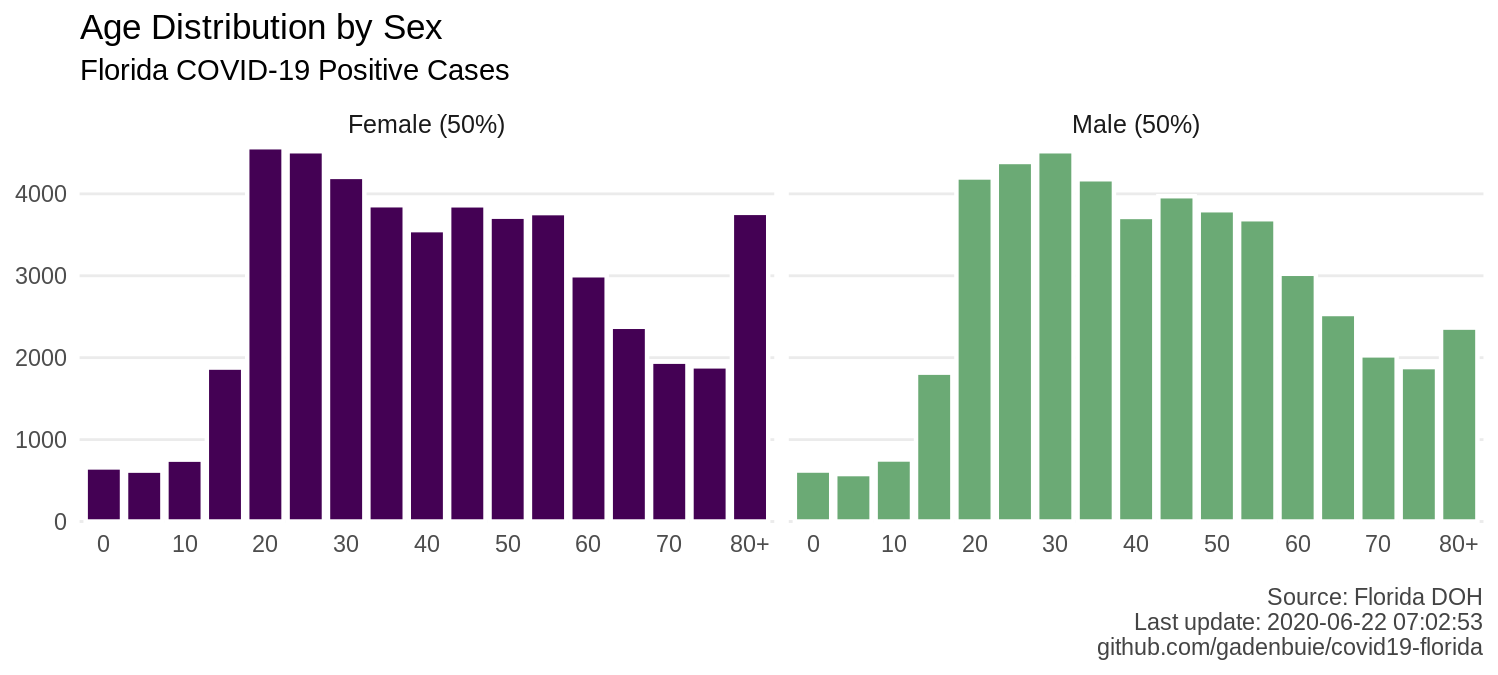 Age Distribution by Sex
Florida COVID-19 Positive Cases
Female (50%)
Male (50%)
4000
3000
2000
1000
0
0 10 20 30 40 50 60 70 80+
0 10 20 30 40 50 60 70 80+
Source: Florida DOH
Last update: 2020-06-22 07:02:53
github.com/gadenbuie/covid19-florida